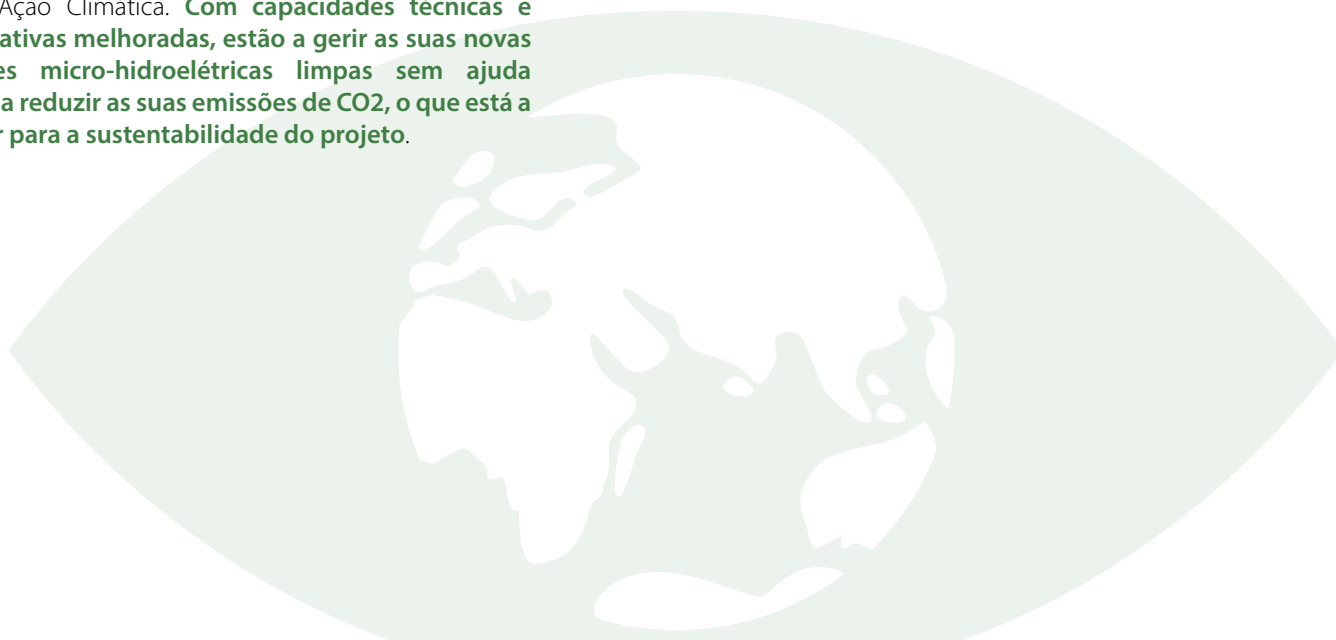 Ação Climática. Com capacidades técnicas e
ativas melhoradas, estão a gerir as suas novas
es micro-hidroelétricas limpas sem ajuda
a reduzir as suas emissões de CO2, o que está a
r para a sustentabilidade do projeto.